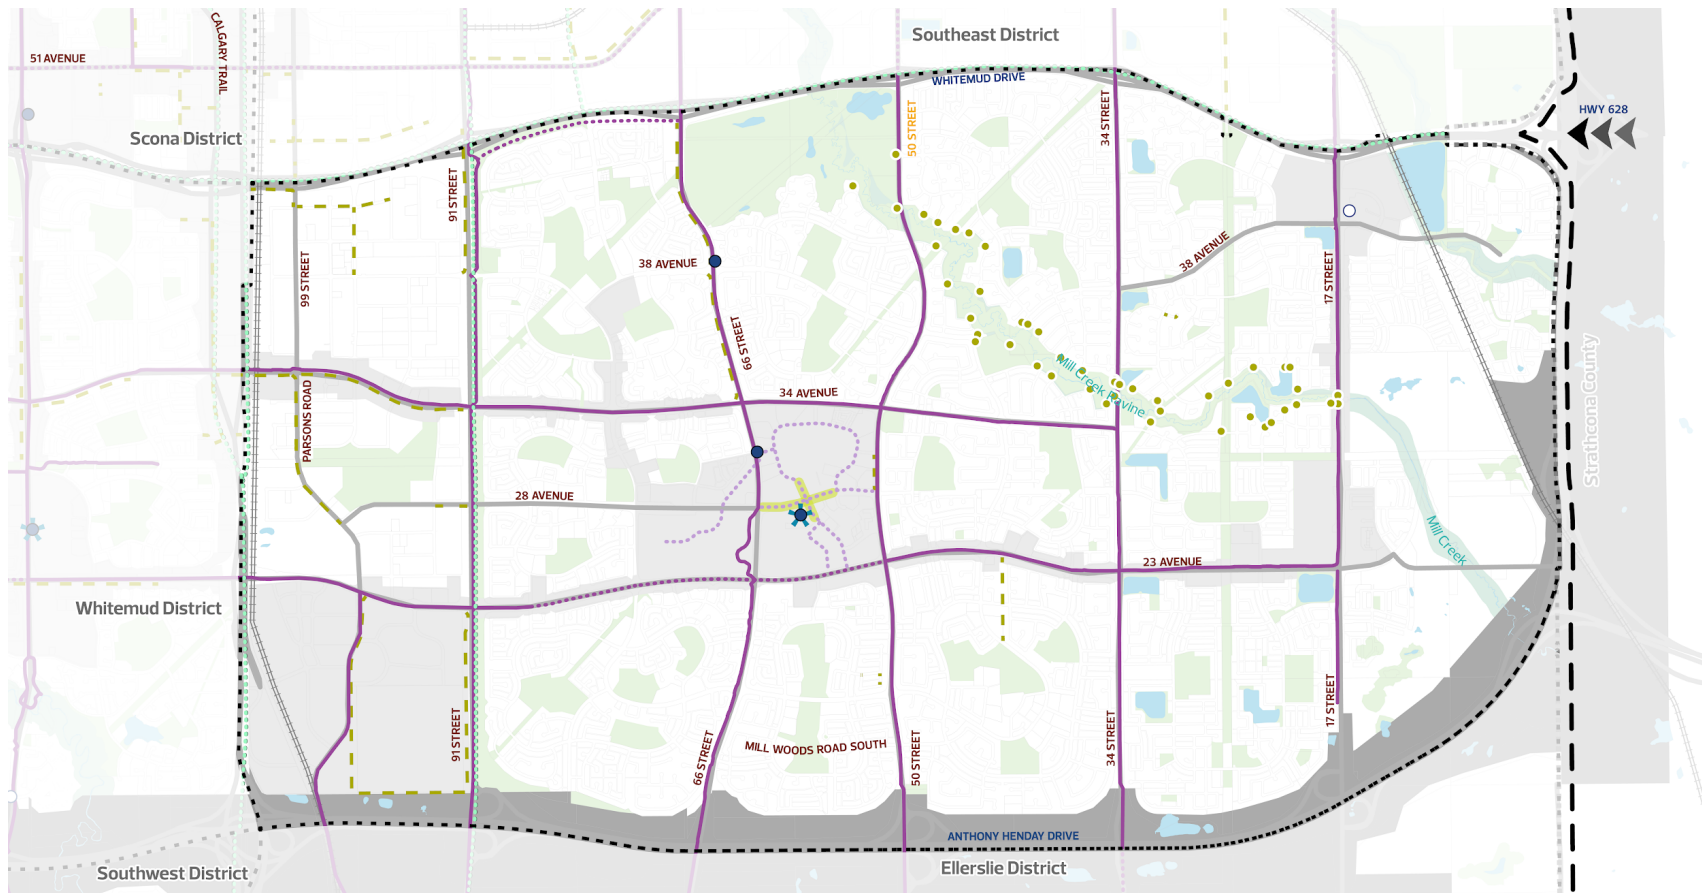 Southeast District
51 AVENUE
CALGARY TRAIL
WHITEMUD DRIVE
HWY 628
50 STREET
34 STREET
Scona District
91 STREET
38 AVENUE
38 AVENUE
99 STREET
17 STREET
66 STREET
Mill Creek Ravine
34 AVENUE
PARSONS ROAD
Strathcona County
28 AVENUE
Mill Creek
23 AVENUE
Whitemud District
91 STREET
66 STREET
MILL WOODS ROAD SOUTH
50 STREET
34 STREET
17 STREET
ANTHONY HENDAY DRIVE
Southwest District
Ellerslie District